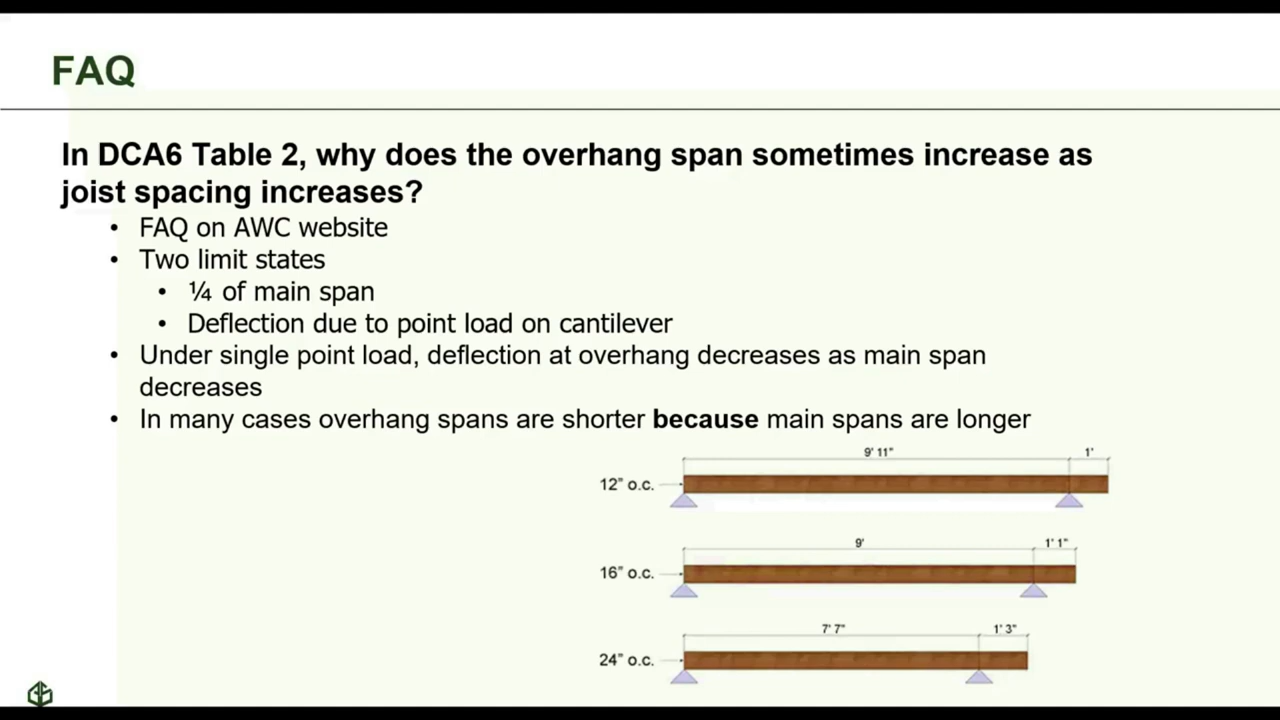 FAQ
In DCA6 Table 2, why does the overhang span sometimes increase as
joist spacing increases?
• FAQ on AWC website
• Two limit states
• ¼ of main span
• Deflection due to point load on cantilever
• Under single point load, deflection at overhang decreases as main span
decreases
• In many cases overhang spans are shorter because main spans are longer
9' 11" 1'
12” o.c.
9' 1' 1"
16” o.c.
7' 7" 1' 3"
24” o.c.